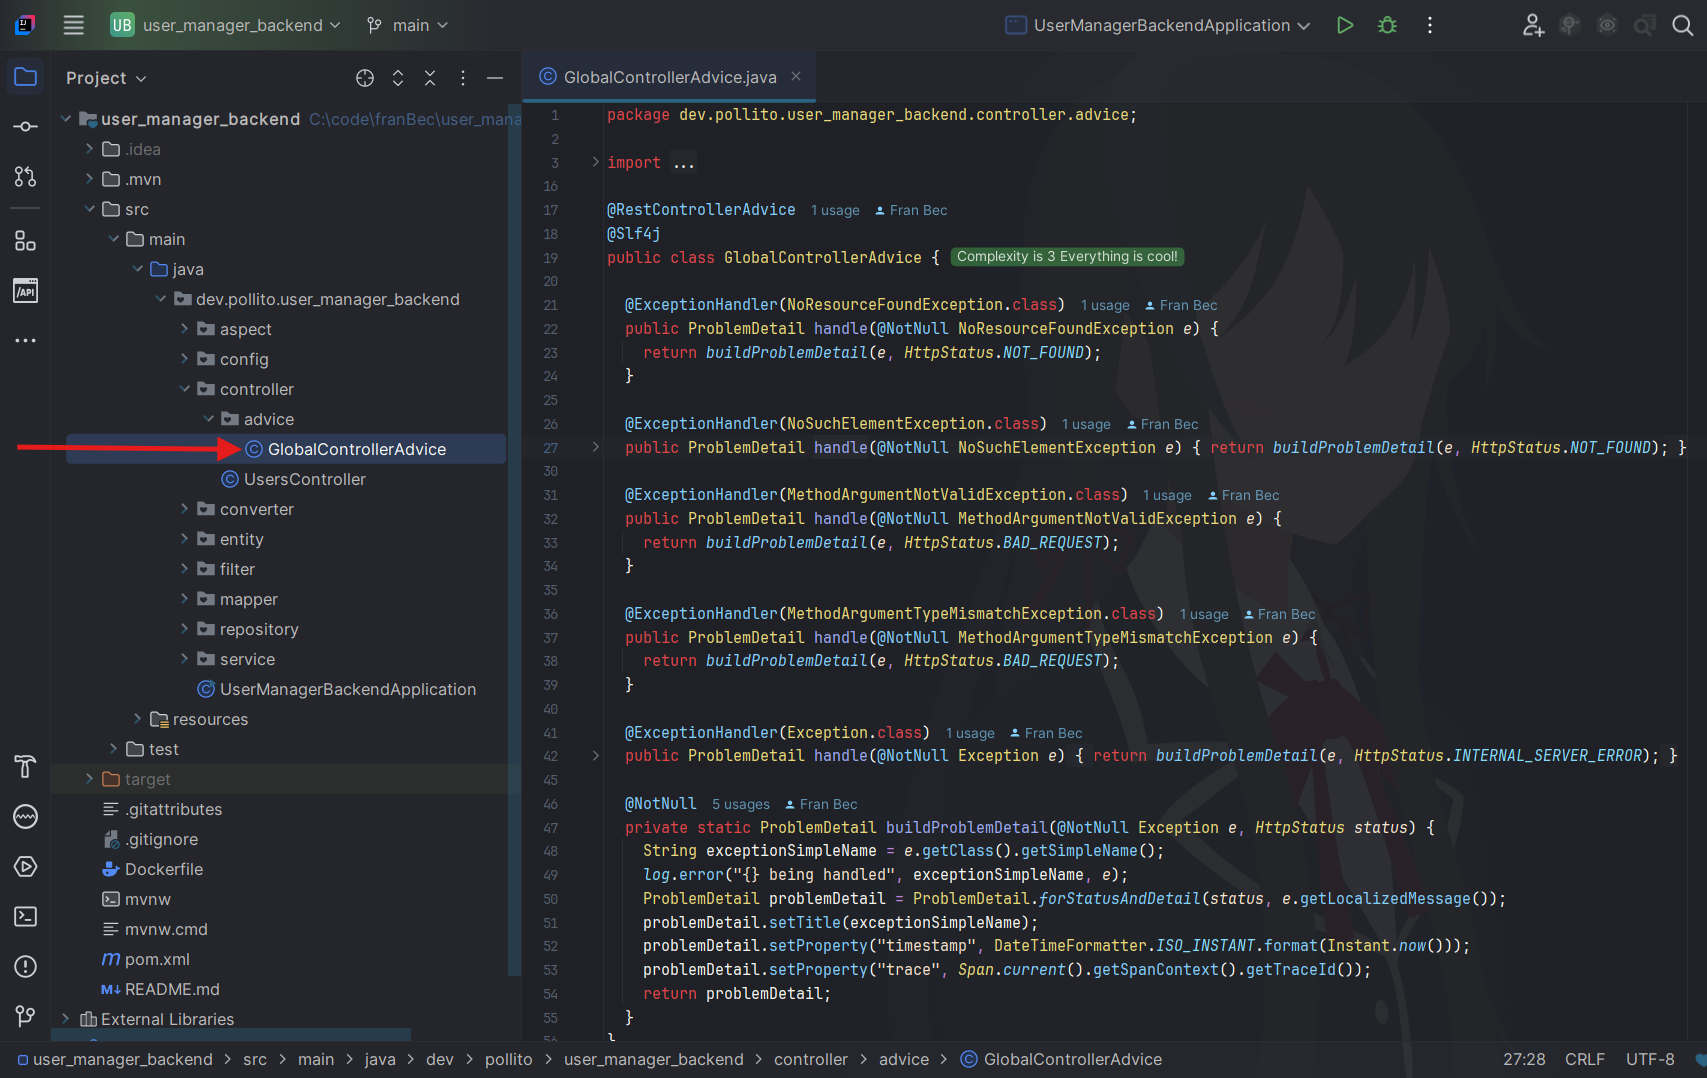 UB user_manager_backend main UserManagerBackendApplication
Project
GlobalControllerAdvice.java
user_manager_backend C:\code\franBec\user_mana
.idea
.mvn
src
main
java
dev.pollito.user_manager_backend
aspect
config
controller
advice
GlobalControllerAdvice
UsersController
converter
entity
filter
mapper
repository
service
UserManagerBackendApplication
resources
test
target
.gitattributes
.gitignore
Dockerfile
mvnw
mvnw.cmd
pom.xml
README.md
External Libraries
/API
1 package dev.pollito.user_manager_backend.controller.advice;
2
3 import ...
16
17 @RestControllerAdvice 1 usage Fran Bec
18 @Slf4j
19 public class GlobalControllerAdvice { Complexity is 3 Everything is cool!
20
21 @ExceptionHandler(NoResourceFoundException.class) 1 usage Fran Bec
22 public ProblemDetail handle(@NotNull NoResourceFoundException e) {
23 return buildProblemDetail(e, HttpStatus.NOT_FOUND);
24 }
25
26 @ExceptionHandler(NoSuchElementException.class) 1 usage Fran Bec
27 public ProblemDetail handle(@NotNull NoSuchElementException e) { return buildProblemDetail(e, HttpStatus.NOT_FOUND); }
30
31 @ExceptionHandler(MethodArgumentNotValidException.class) 1 usage Fran Bec
32 public ProblemDetail handle(@NotNull MethodArgumentNotValidException e) {
33 return buildProblemDetail(e, HttpStatus.BAD_REQUEST);
34 }
35
36 @ExceptionHandler(MethodArgumentTypeMismatchException.class) 1 usage Fran Bec
37 public ProblemDetail handle(@NotNull MethodArgumentTypeMismatchException e) {
38 return buildProblemDetail(e, HttpStatus.BAD_REQUEST);
39 }
40
41 @ExceptionHandler(Exception.class) 1 usage Fran Bec
42 public ProblemDetail handle(@NotNull Exception e) { return buildProblemDetail(e, HttpStatus.INTERNAL_SERVER_ERROR); }
45
46 @NotNull 5 usages Fran Bec
47 private static ProblemDetail buildProblemDetail(@NotNull Exception e, HttpStatus status) {
48 String exceptionSimpleName = e.getClass().getSimpleName();
49 log.error("{} being handled", exceptionSimpleName, e);
50 ProblemDetail problemDetail = ProblemDetail.forStatusAndDetail(status, e.getLocalizedMessage());
51 problemDetail.setTitle(exceptionSimpleName);
52 problemDetail.setProperty("timestamp", DateTimeFormatter.ISO_INSTANT.format(Instant.now()));
53 problemDetail.setProperty("trace", Span.current().getSpanContext().getTraceId());
54 return problemDetail;
55 }
56 }
user_manager_backend > src > main > java > dev > pollito > user_manager_backend > controller > advice > GlobalControllerAdvice 27:28 CRLF UTF-8